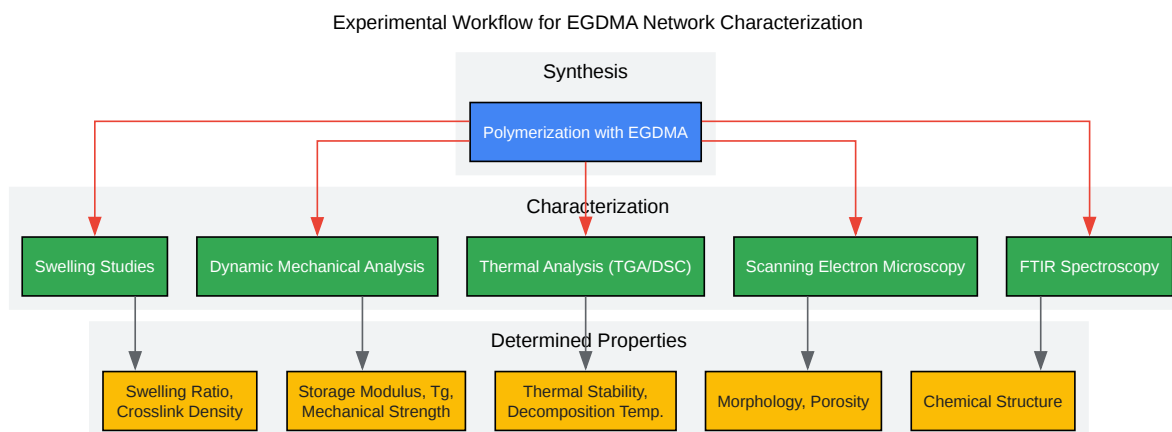 Experimental Workflow for EGDMA Network Characterization
Synthesis
Polymerization with EGDMA
Characterization
Swelling Studies
Dynamic Mechanical Analysis
Thermal Analysis (TGA/DSC)
Scanning Electron Microscopy
FTIR Spectroscopy
Determined Properties
Swelling Ratio,
Crosslink Density
Storage Modulus, Tg,
Mechanical Strength
Thermal Stability,
Decomposition Temp.
Morphology, Porosity
Chemical Structure